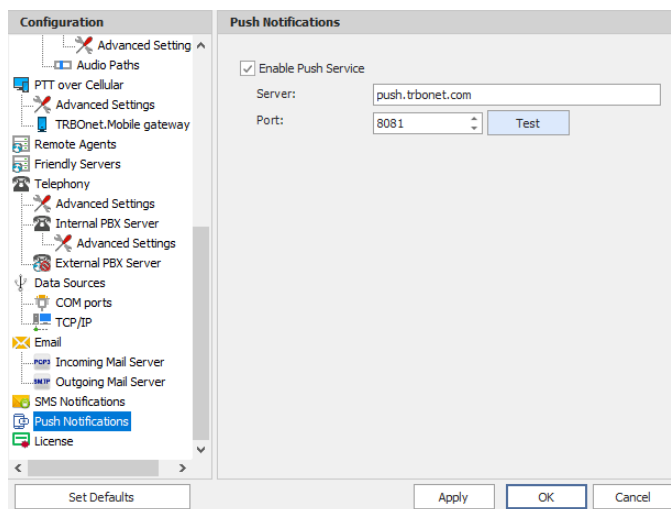 Configuration
Advanced Setting
Audio Paths
PTT over Cellular
Advanced Settings
TRBOnet.Mobile gateway
Remote Agents
Friendly Servers
Telephony
Advanced Settings
Internal PBX Server
Advanced Settings
External PBX Server
Data Sources
COM ports
TCP/IP
Email
POP3 Incoming Mail Server
SMTP Outgoing Mail Server
SMS Notifications
Push Notifications
License
Set Defaults
Push Notifications
Enable Push Service
Server: push.trbonet.com
Port: 8081 Test
Apply OK Cancel